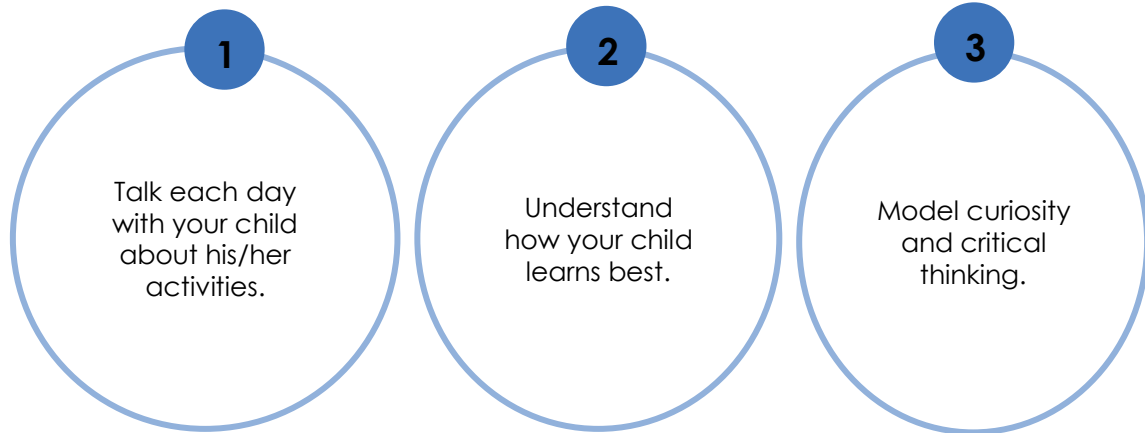 1
Talk each day
with your child
about his/her
activities.
2
Understand
how your child
learns best.
3
Model curiosity
and critical
thinking.